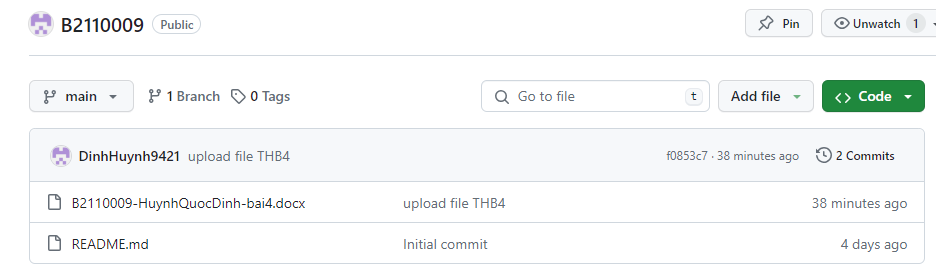 B2110009 Public Pin Unwatch 1
main 1 Branch 0 Tags Go to file t Add file Code
DinhHuynh9421 upload file THB4 f0853c7 · 38 minutes ago 2 Commits
B2110009-HuynhQuocDinh-bai4.docx upload file THB4 38 minutes ago
README.md Initial commit 4 days ago